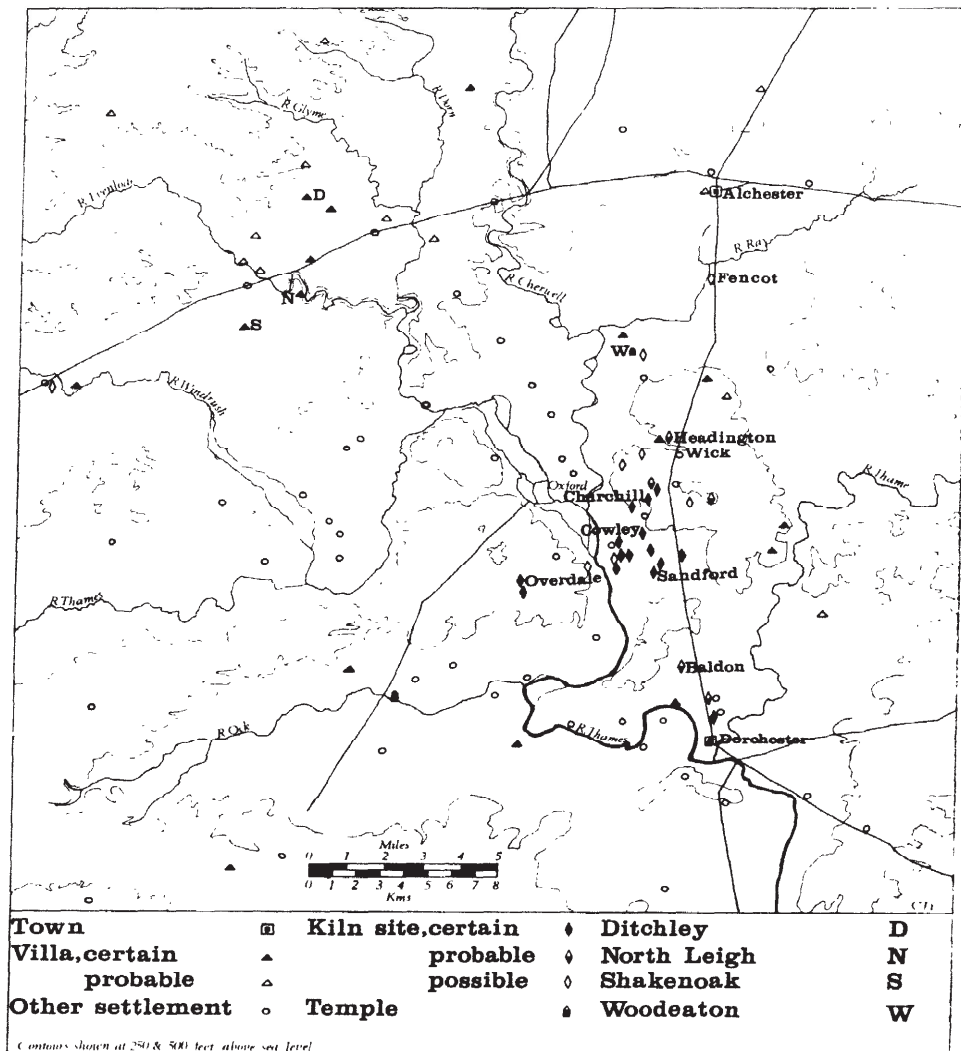 R Dorn
R Glyme
R Evenlode
D
Alchester
R Ray
R Cherwell
Fencot
N
S
Wa
R Windrush
Headington
Wick
R Thame
Oxford
Churchill
Cowley
Overdale
Sandford
R Thames
Baldon
R Ock
R Thames
Dorchester
Miles
0 1 2 3 4 5
0 1 2 3 4 5 6 7 8
Kms
Town Kiln site,certain Ditchley D
Villa,certain probable North Leigh N
probable possible Shakenoak S
Other settlement Temple Woodeaton W
Contours shown at 250 & 500 feet above sea level